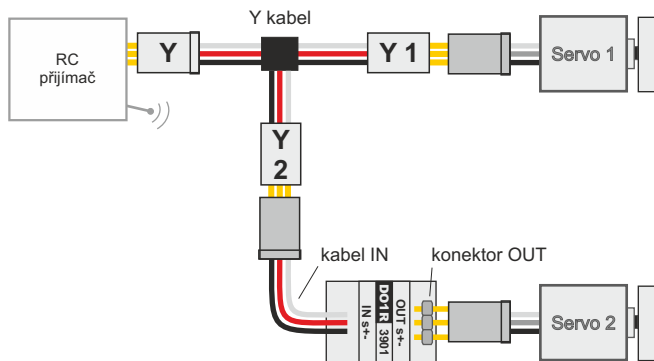 Y kabel
RC
přijímač
Y
Y 1
Servo 1
Y
2
kabel IN
konektor OUT
IN s+-
DO1R 3901
OUT s+-
Servo 2